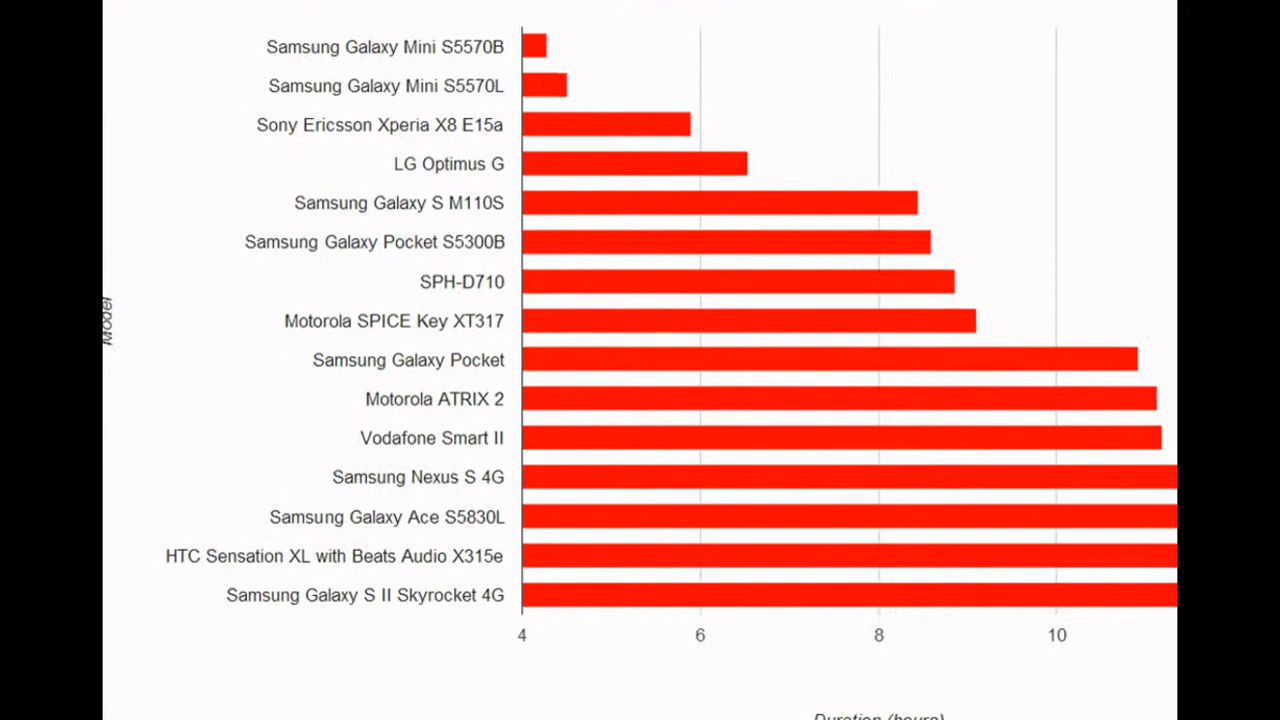 Samsung Galaxy Mini S5570B
Samsung Galaxy Mini S5570L
Sony Ericsson Xperia X8 E15a
LG Optimus G
Samsung Galaxy S M110S
Samsung Galaxy Pocket S5300B
SPH-D710
Motorola SPICE Key XT317
Samsung Galaxy Pocket
Motorola ATRIX 2
Vodafone Smart II
Samsung Nexus S 4G
Samsung Galaxy Ace S5830L
HTC Sensation XL with Beats Audio X315e
Samsung Galaxy S II Skyrocket 4G
Model
4 6 8 10
Duration (hours)